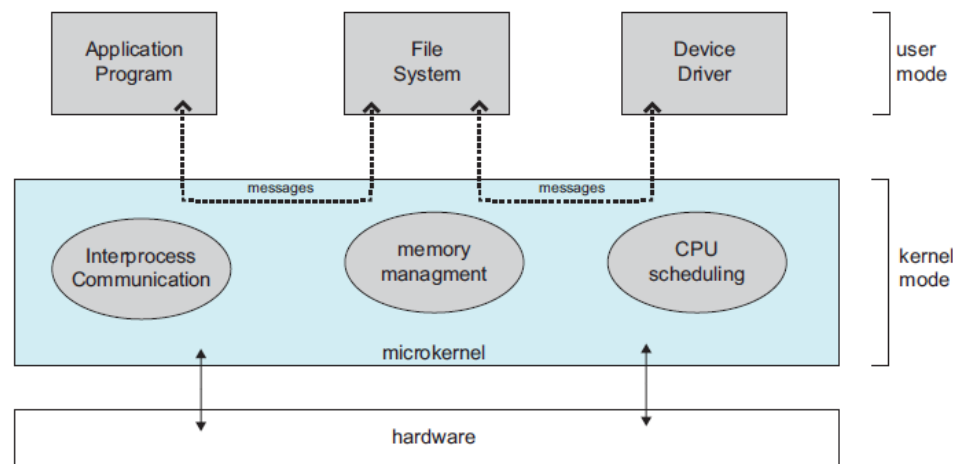 Application
Program
File
System
Device
Driver
user
mode
messages
messages
Interprocess
Communication
memory
managment
CPU
scheduling
kernel
mode
microkernel
hardware